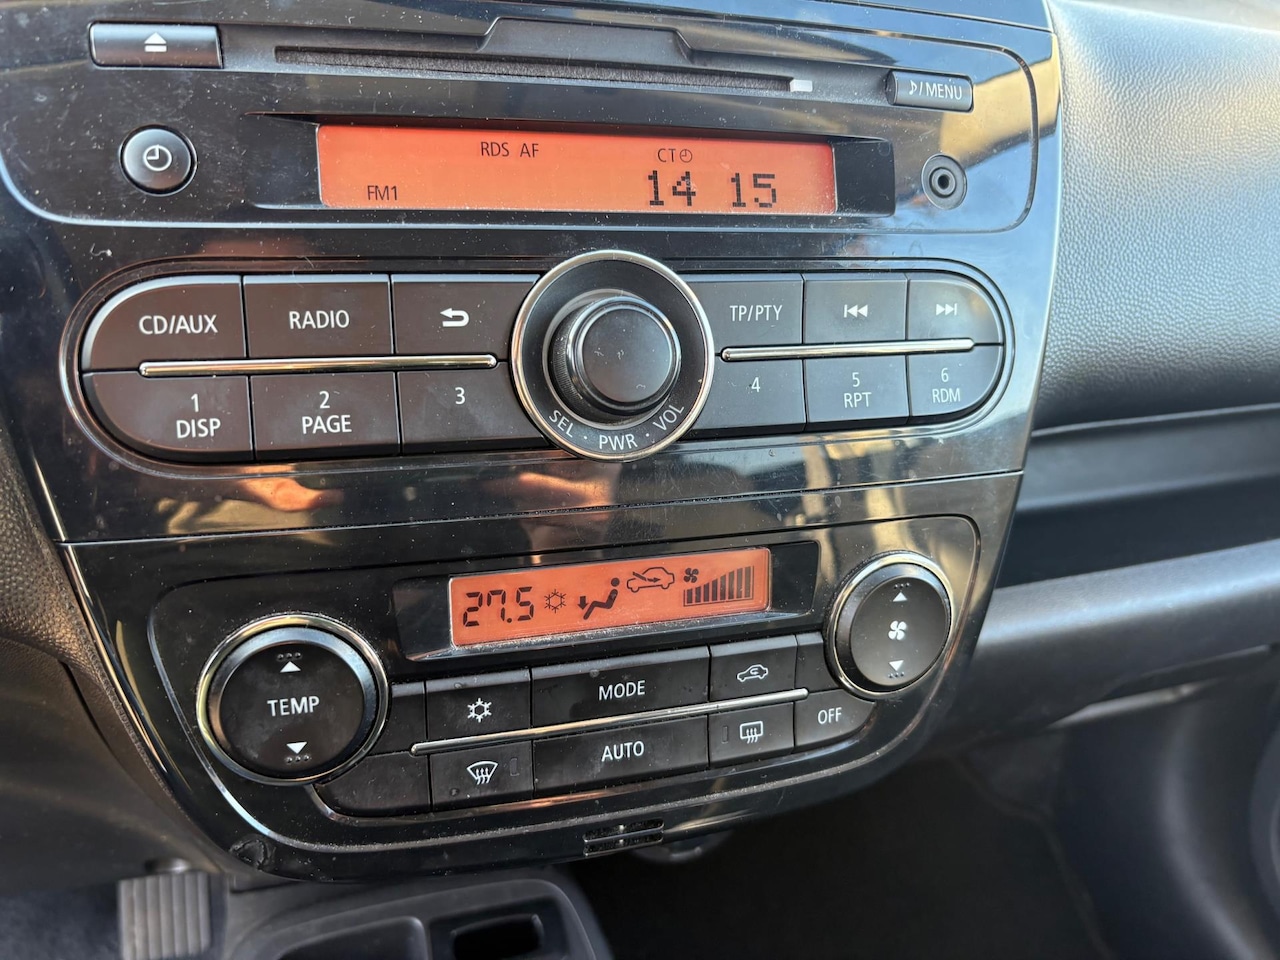 / MENU
RDS AF CT
FM1 14 15
CD/AUX RADIO TP/PTY
1 2 3 4 5 6
DISP PAGE RPT RDM
SEL · PWR · VOL
27.5
TEMP
MODE
AUTO OFF